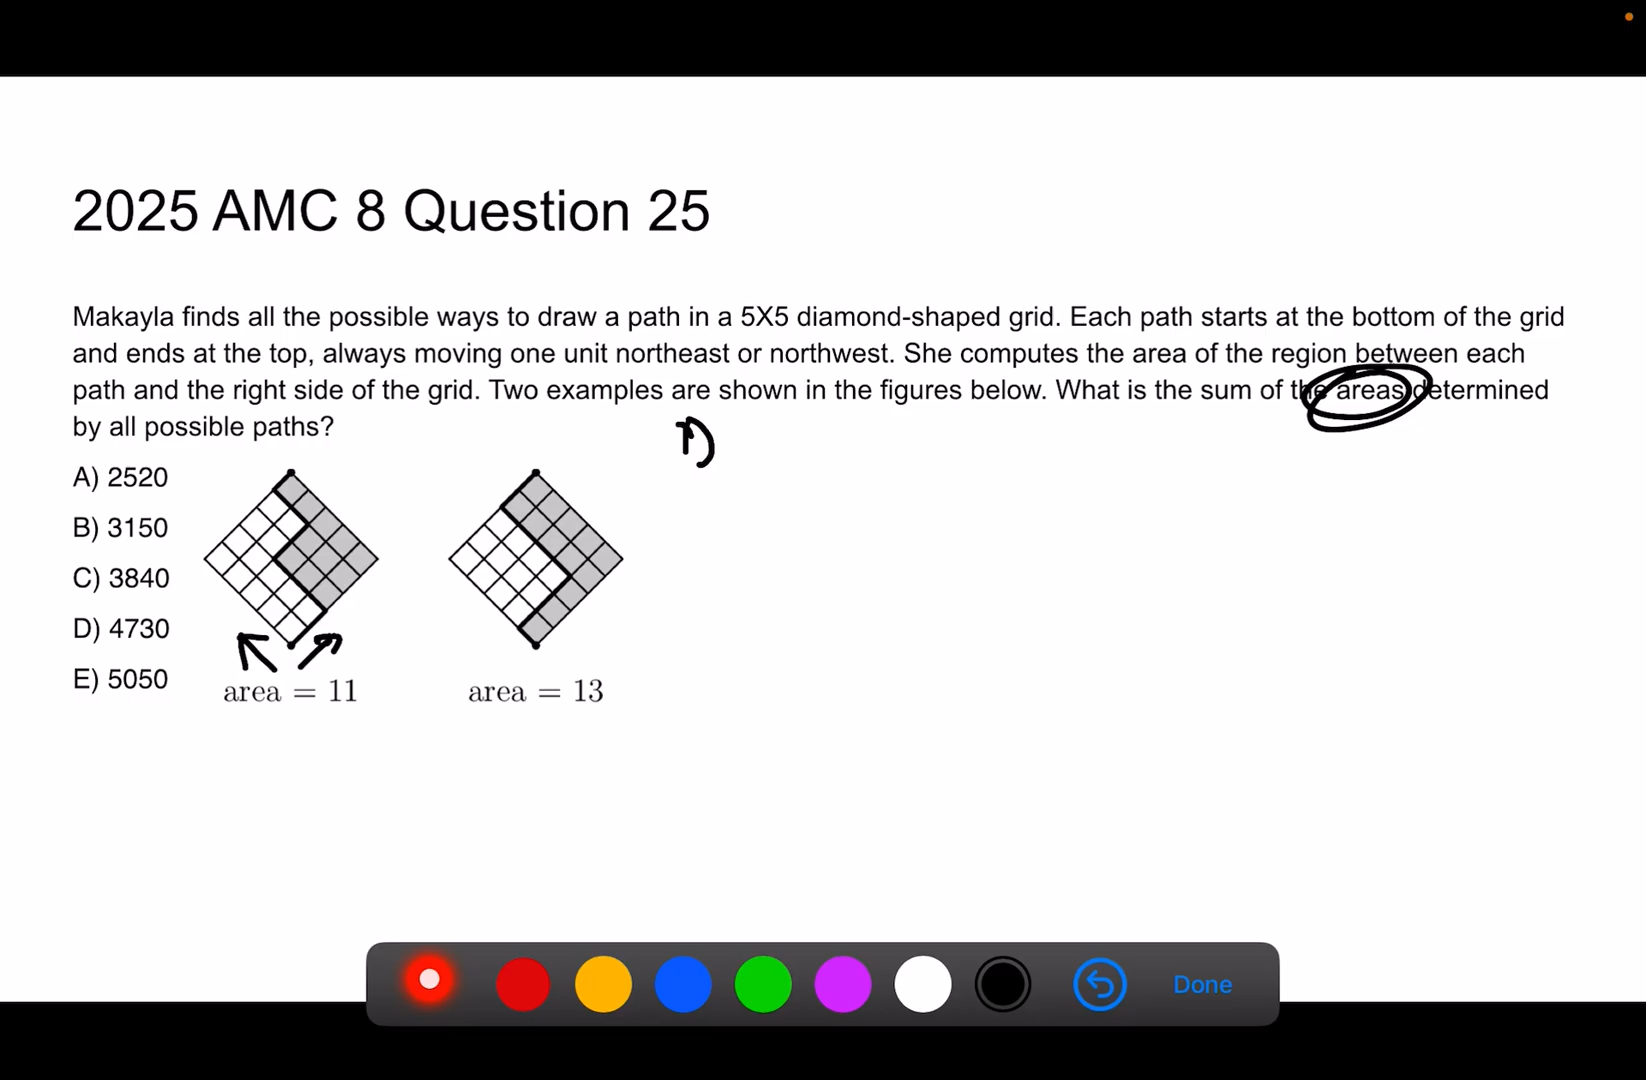 2025 AMC 8 Question 25
Makayla finds all the possible ways to draw a path in a 5X5 diamond-shaped grid. Each path starts at the bottom of the grid
and ends at the top, always moving one unit northeast or northwest. She computes the area of the region between each
path and the right side of the grid. Two examples are shown in the figures below. What is the sum of the areas determined
by all possible paths?
1)
A) 2520
B) 3150
C) 3840
D) 4730
E) 5050
area = 11
area = 13
Done